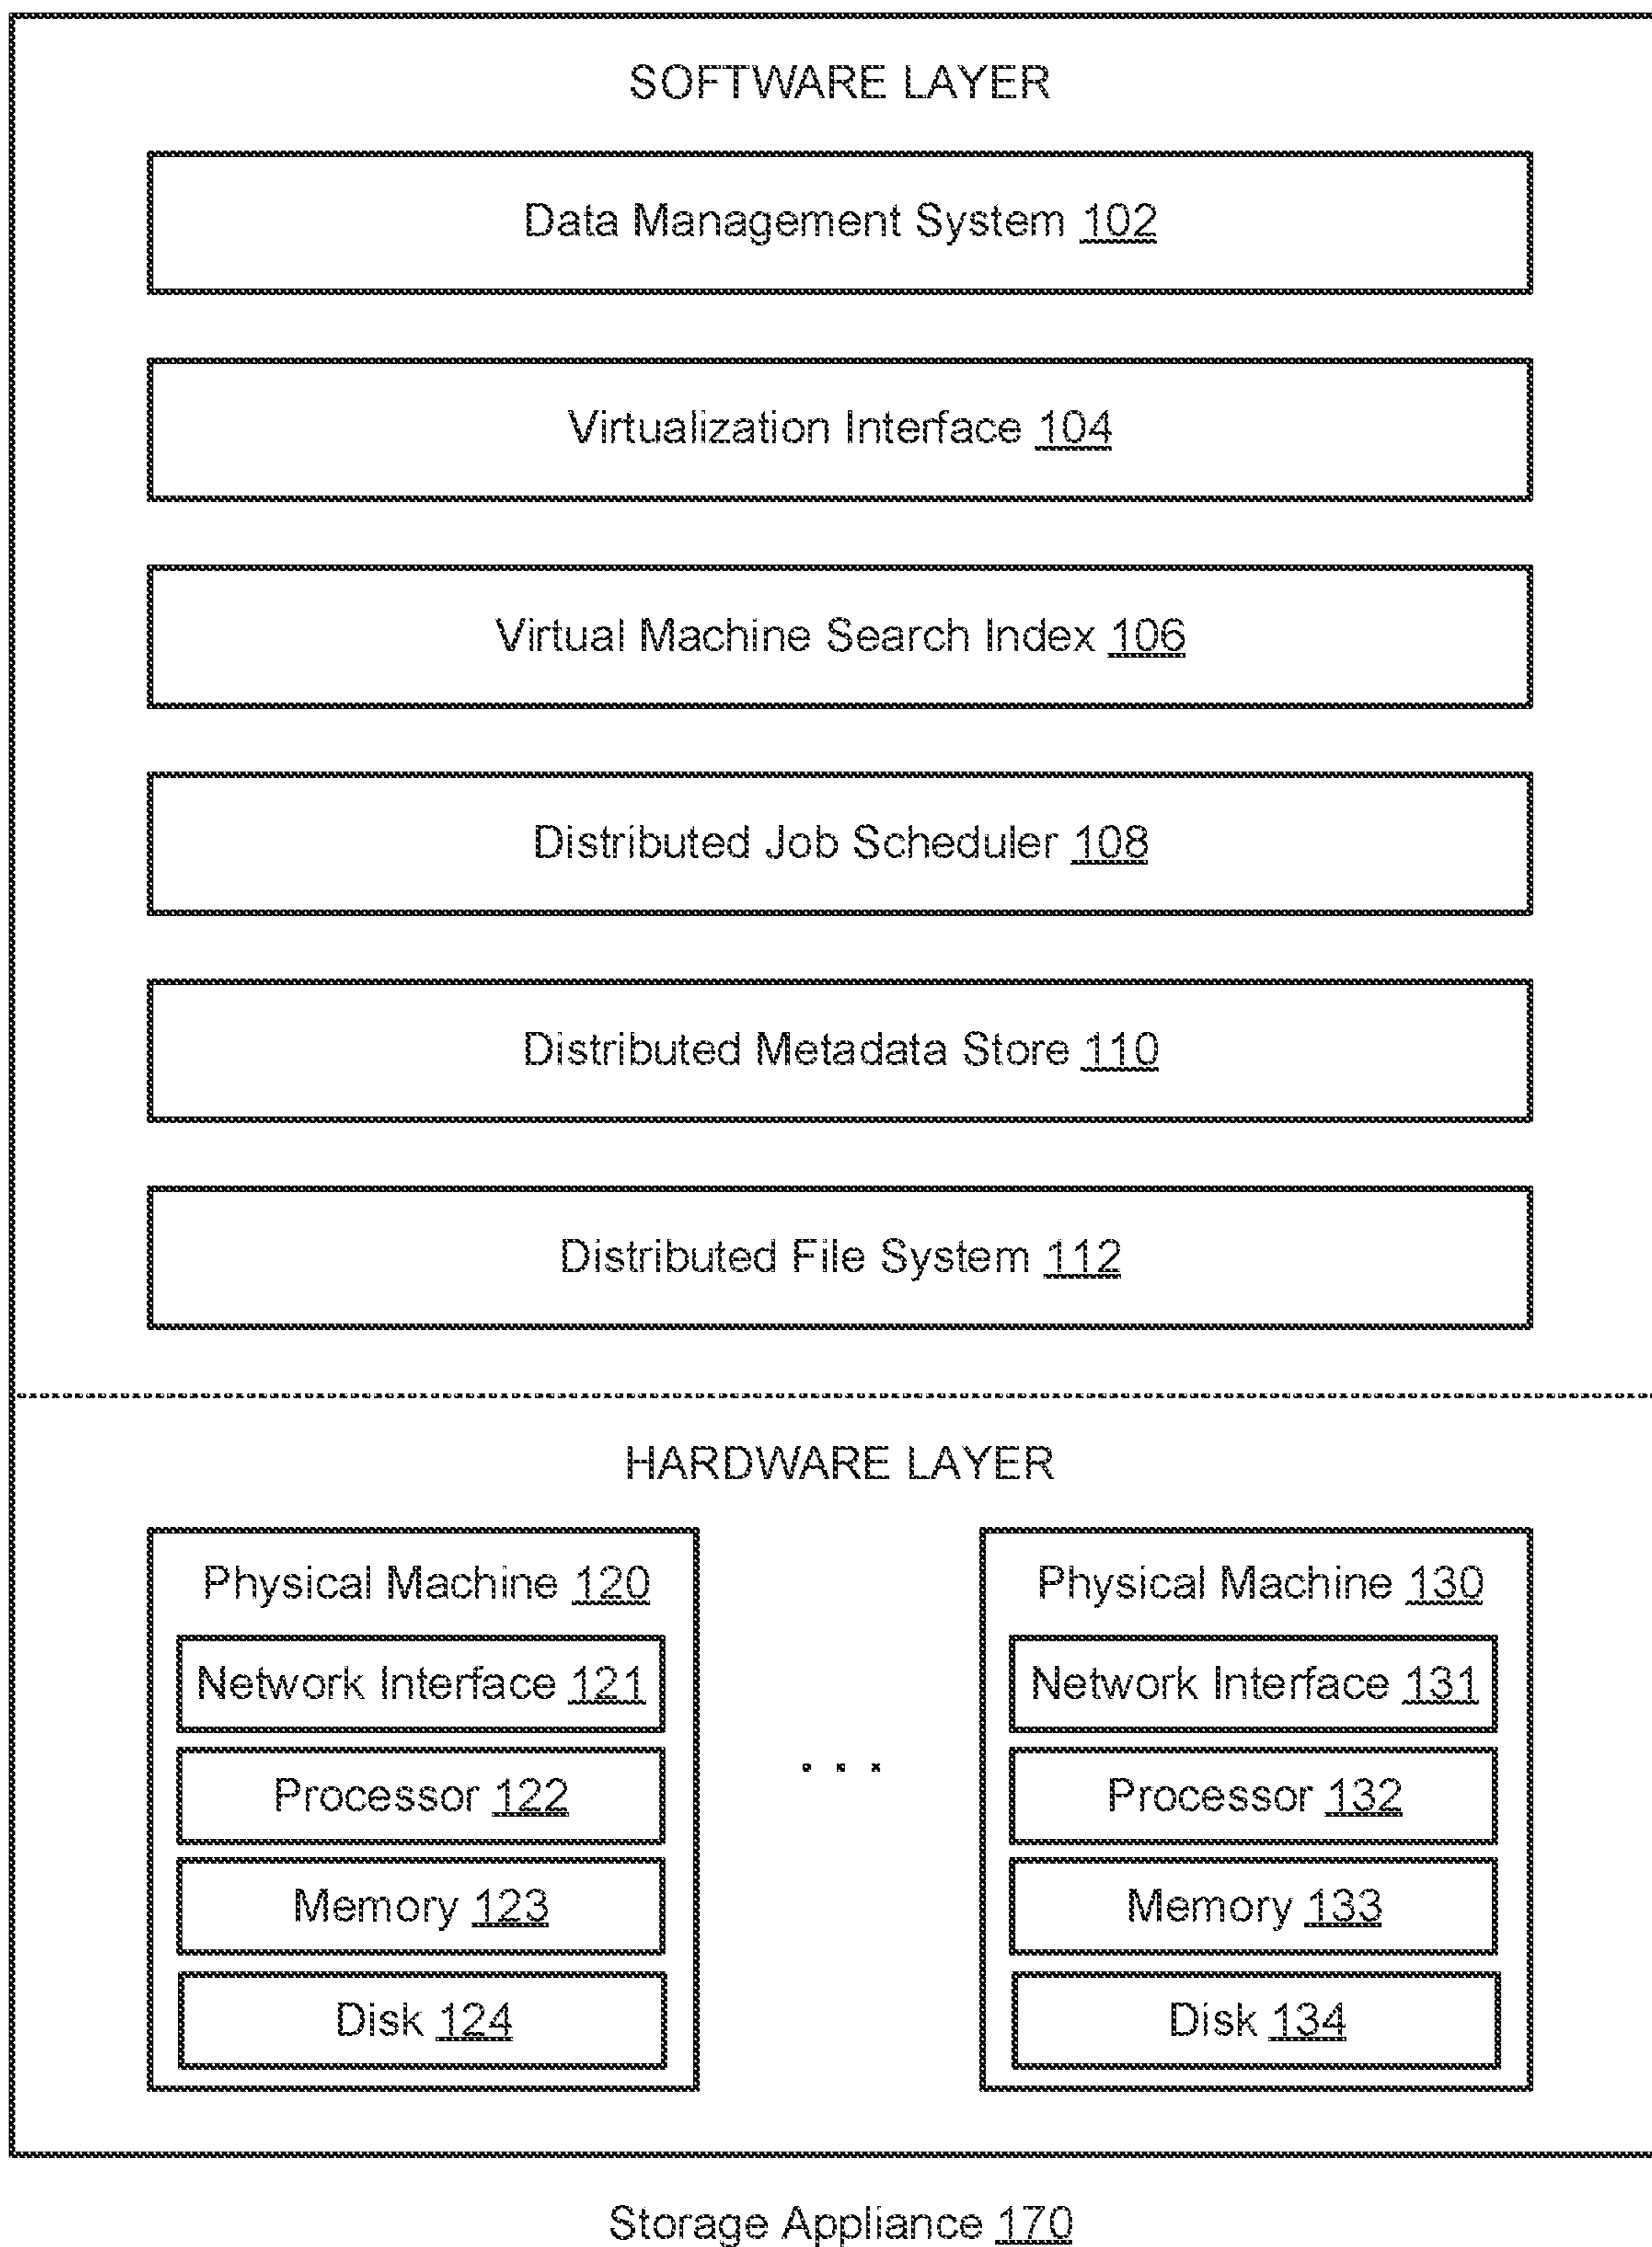 SOFTWARE LAYER
Data Management System 102
Virtualization Interface 104
Virtual Machine Search Index 106
Distributed Job Scheduler 108
Distributed Metadata Store 110
Distributed File System 112
HARDWARE LAYER
Physical Machine 120
Network Interface 121
Processor 122
Memory 123
Disk 124
. . .
Physical Machine 130
Network Interface 131
Processor 132
Memory 133
Disk 134
Storage Appliance 170